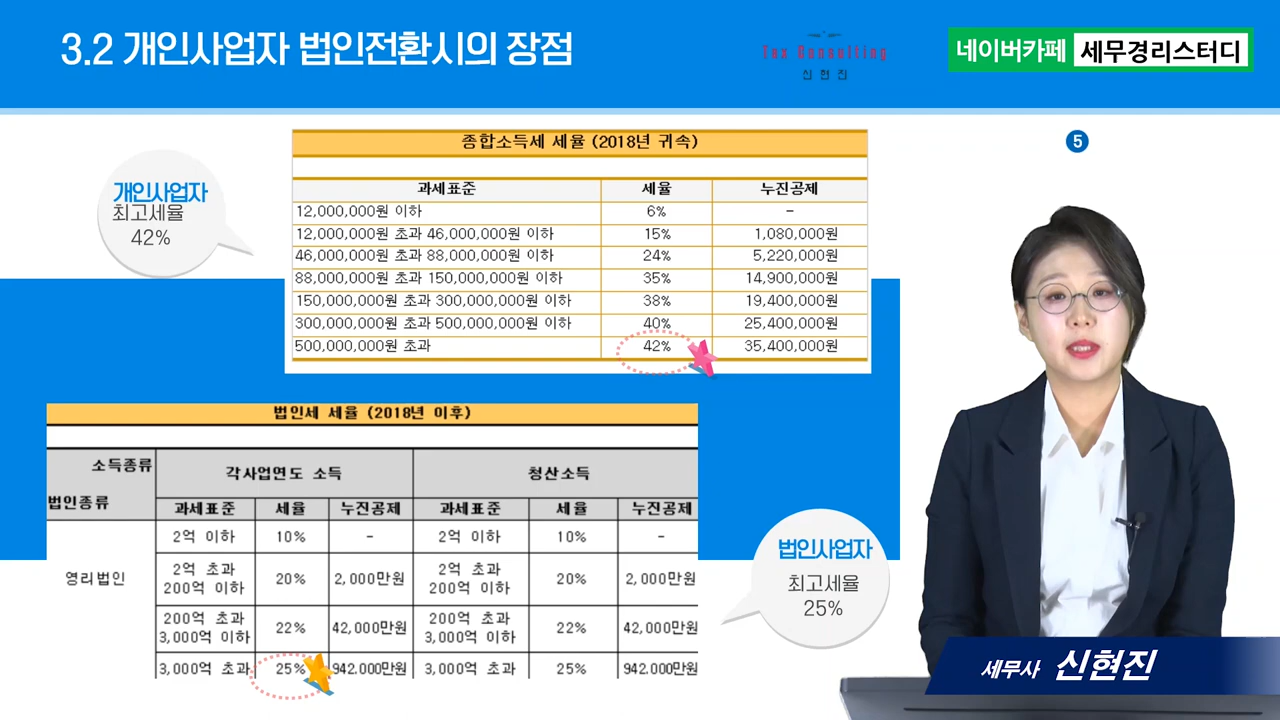 3.2 개인사업자 법인전환시의 장점
Tax Consulting
신 현 진
네이버카페 세무경리스터디
5
개인사업자
최고세율
42%
종합소득세 세율 (2018년 귀속)
과세표준 세율 누진공제
12,000,000원 이하 6% -
12,000,000원 초과 46,000,000원 이하 15% 1,080,000원
46,000,000원 초과 88,000,000원 이하 24% 5,220,000원
88,000,000원 초과 150,000,000원 이하 35% 14,900,000원
150,000,000원 초과 300,000,000원 이하 38% 19,400,000원
300,000,000원 초과 500,000,000원 이하 40% 25,400,000원
500,000,000원 초과 42% 35,400,000원
법인세 세율 (2018년 이후)
소득종류
법인종류
각사업연도 소득 청산소득
과세표준 세율 누진공제 과세표준 세율 누진공제
영리법인
2억 이하 10% - 2억 이하 10% -
2억 초과
200억 이하 20% 2,000만원 2억 초과
200억 이하 20% 2,000만원
200억 초과
3,000억 이하 22% 42,000만원 200억 초과
3,000억 이하 22% 42,000만원
3,000억 초과 25% 942.000만원 3,000억 초과 25% 942.000만원
법인사업자
최고세율
25%
세무사 신현진